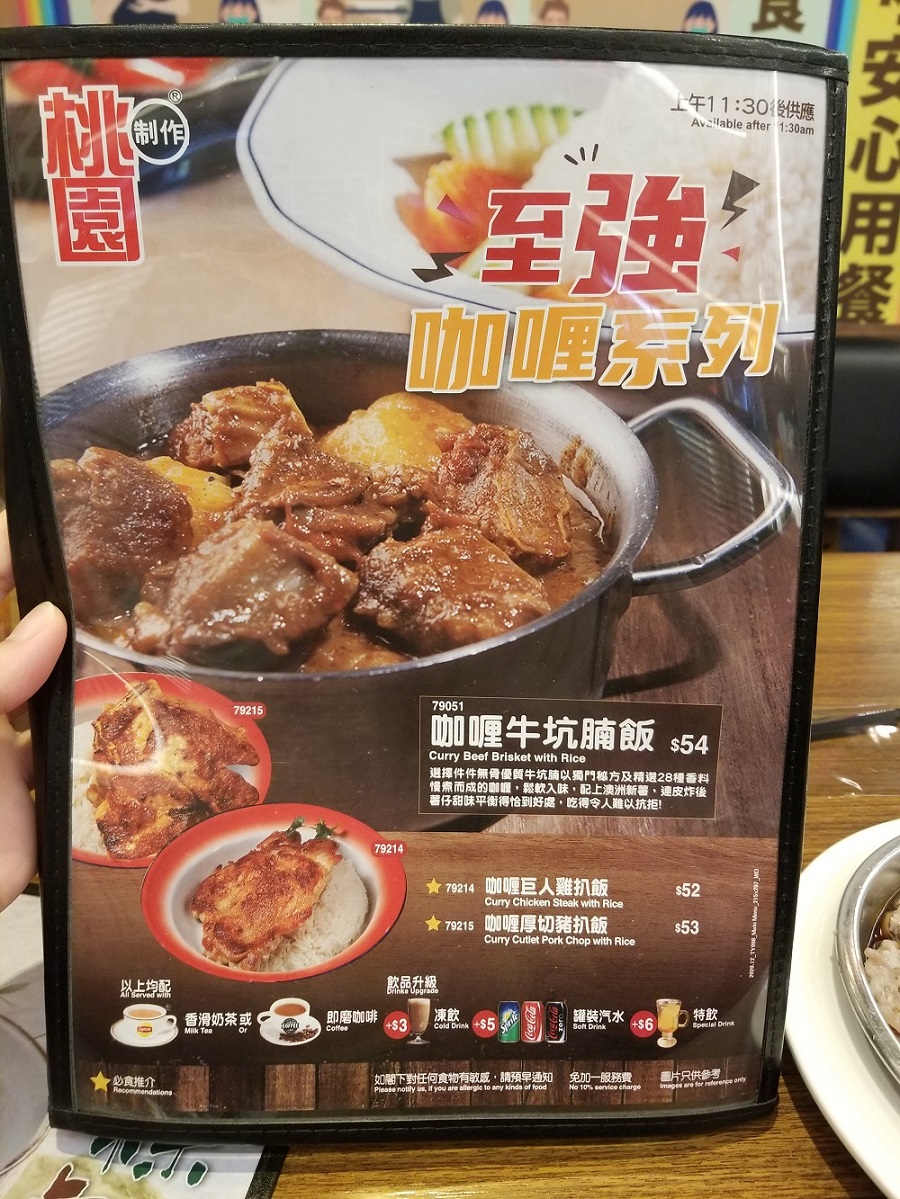 食
安心用餐
桃園
制作
®
上午11:30後供應
Available after 11:30am
至強
咖喱系列
79215
79051
咖喱牛坑腩飯 $54
Curry Beef Brisket with Rice
選擇件件無骨優質牛坑腩以獨門秘方及精選28種香料
慢煮而成的咖喱，鬆軟入味，配上澳洲新薯，連皮炸後
薯仔甜味平衡得恰到好處，吃得令人難以抗拒!
79214
79214 咖喱巨人雞扒飯 $52
Curry Chicken Steak with Rice
79215 咖喱厚切豬扒飯 $53
Curry Cutlet Pork Chop with Rice
以上均配
All Served with
香滑奶茶或
Milk Tea Or
即磨咖啡
Coffee
飲品升級
Drinks Upgrade
+$3 凍飲
Cold Drink
+$5
Sprite
Coca-Cola
罐裝汽水
Soft Drink
+$6 特飲
Special Drink
必食推介
Recommendations
如閣下對任何食物有敏感，請預早通知
Please notify us, if you are allergic to any kinds of food
免加一服務費
No 10% service charge
圖片只供參考
Images are for reference only